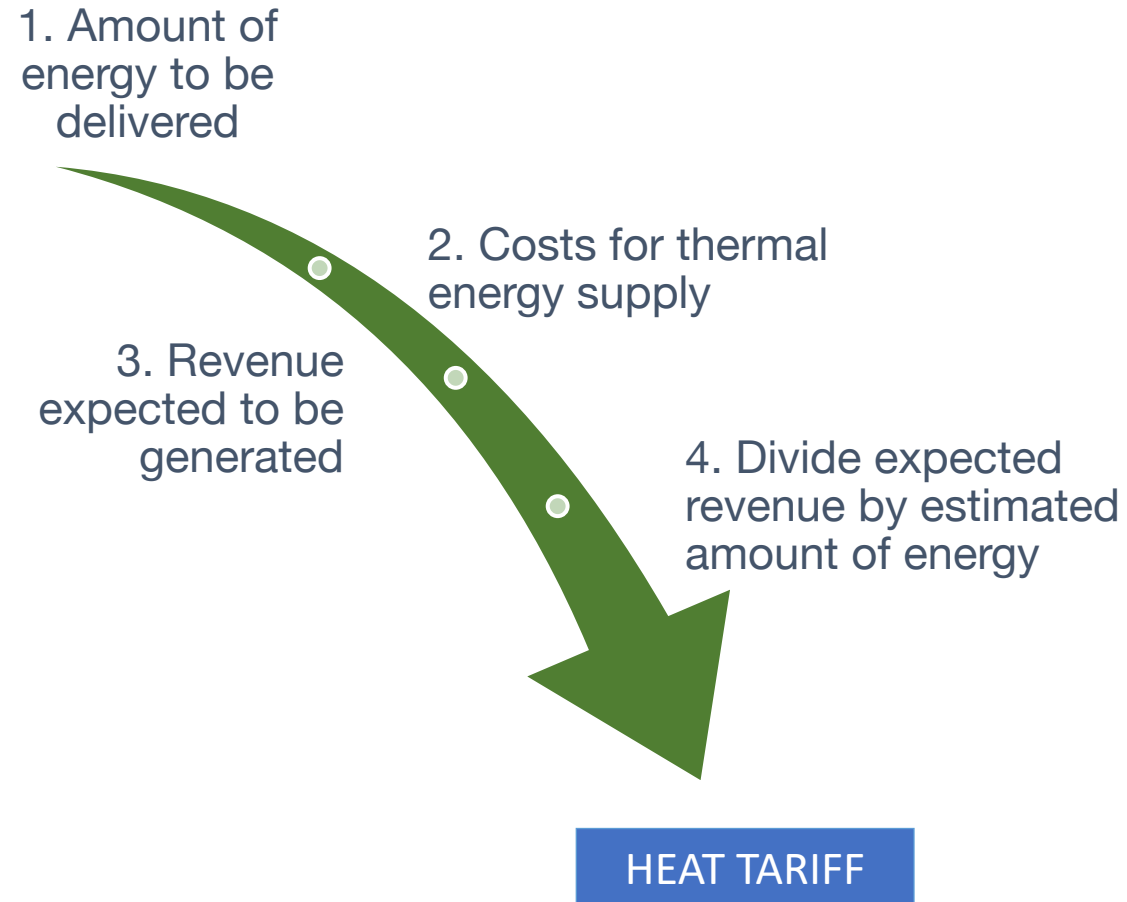 1. Amount of
energy to be
delivered
2. Costs for thermal
energy supply
3. Revenue
expected to be
generated
4. Divide expected
revenue by estimated
amount of energy
HEAT TARIFF